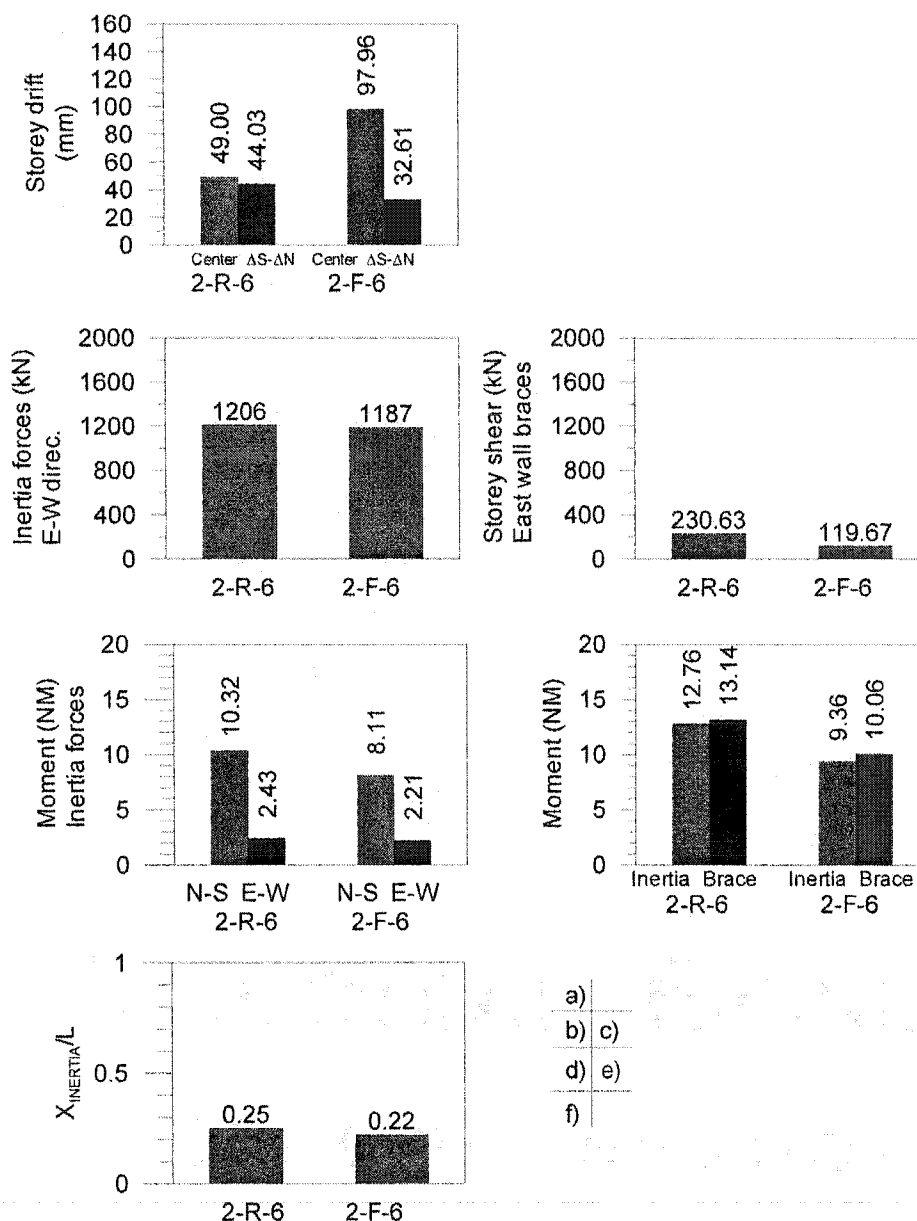 Storey drift
(mm)
160
140
120
100
80
60
40
20
0
49.00
44.03
97.96
32.61
Center ΔS-ΔN Center ΔS-ΔN
2-R-6 2-F-6
Inertia forces (kN)
E-W direc.
2000
1600
1200
800
400
0
1206
1187
2-R-6 2-F-6
Storey shear (kN)
East wall braces
2000
1600
1200
800
400
0
230.63
119.67
2-R-6 2-F-6
Moment (NM)
Inertia forces
20
15
10
5
0
10.32
2.43
8.11
2.21
N-S E-W N-S E-W
2-R-6 2-F-6
Moment (NM)
20
15
10
5
0
12.76
13.14
9.36
10.06
Inertia Brace Inertia Brace
2-R-6 2-F-6
X_INERTIA/L
1
0.5
0
0.25
0.22
2-R-6 2-F-6
a)
b) c)
d) e)
f)